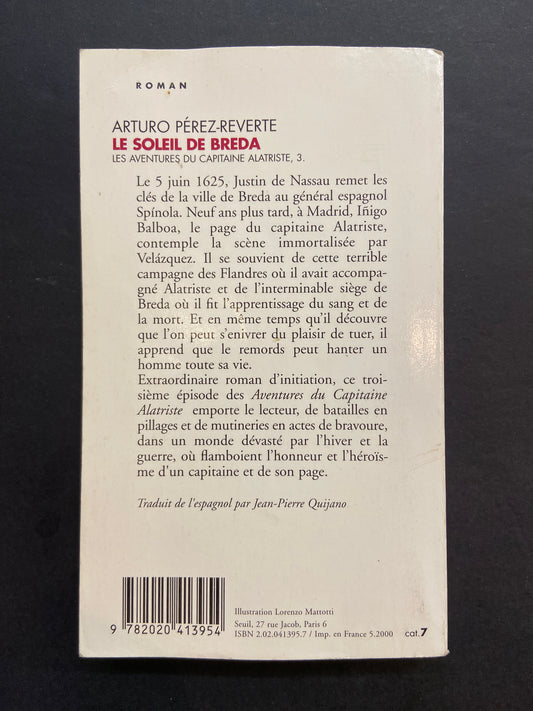 ROMAN
ARTURO PÉREZ-REVERTE
LE SOLEIL DE BREDA
LES AVENTURES DU CAPITAINE ALATRISTE, 3.
Le 5 juin 1625, Justin de Nassau remet les
clés de la ville de Breda au général espagnol
Spínola. Neuf ans plus tard, à Madrid, Iñigo
Balboa, le page du capitaine Alatriste,
contemple la scène immortalisée par
Velázquez. Il se souvient de cette terrible
campagne des Flandres où il avait accompa-
gné Alatriste et de l'interminable siège de
Breda où il fit l'apprentissage du sang et de
la mort. Et en même temps qu'il découvre
que l'on peut s'enivrer du plaisir de tuer, il
apprend que le remords peut hanter un
homme toute sa vie.
Extraordinaire roman d'initiation, ce troi-
sième épisode des Aventures du Capitaine
Alatriste emporte le lecteur, de batailles en
pillages et de mutineries en actes de bravoure,
dans un monde dévasté par l'hiver et la
guerre, où flamboient l'honneur et l'héroïs-
me d'un capitaine et de son page.
Traduit de l'espagnol par Jean-Pierre Quijano
Illustration Lorenzo Mattotti
Seuil, 27 rue Jacob, Paris 6
ISBN 2.02.041395.7 / Imp. en France 5.2000
cat.7
9 782020 413954